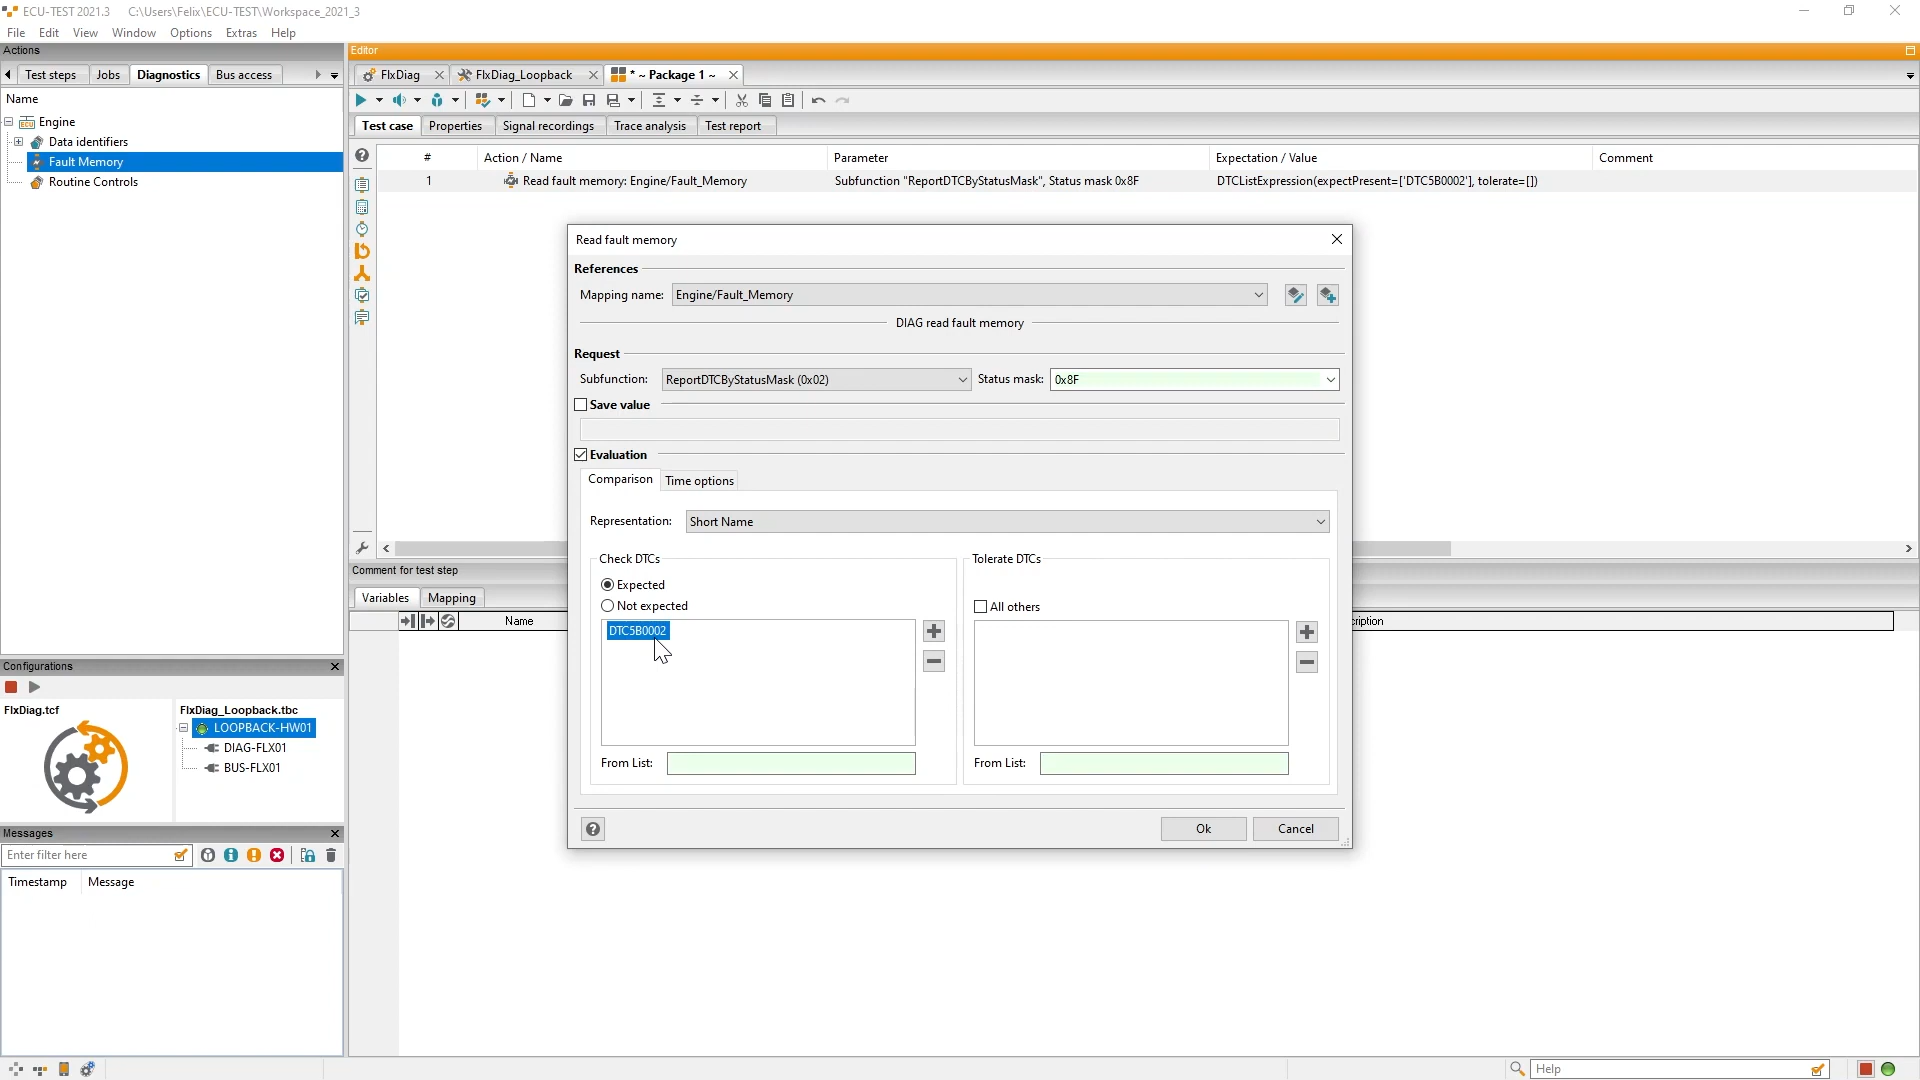 ECU-TEST 2021.3 C:\Users\Felix\ECU-TEST\Workspace_2021_3
File Edit View Window Options Extras Help
Actions
Test steps Jobs Diagnostics Bus access
Name
ECU Engine
Data identifiers
Fault Memory
Routine Controls
Editor
FlxDiag FlxDiag_Loopback * ~ Package 1 ~
Test case Properties Signal recordings Trace analysis Test report
# Action / Name Parameter Expectation / Value Comment
1 Read fault memory: Engine/Fault_Memory Subfunction "ReportDTCByStatusMask", Status mask 0x8F DTCListExpression(expectPresent=['DTC5B0002'], tolerate=[])
Read fault memory
References
Mapping name: Engine/Fault_Memory
DIAG read fault memory
Request
Subfunction: ReportDTCByStatusMask (0x02) Status mask: 0x8F
Save value
Evaluation
Comparison Time options
Representation: Short Name
Check DTCs Tolerate DTCs
Expected
Not expected All others
DTC5B0002
From List: From List:
Ok Cancel
Comment for test step
Variables Mapping
Name cription
Configurations
FlxDiag.tcf FlxDiag_Loopback.tbc
LOOPBACK-HW01
DIAG-FLX01
BUS-FLX01
Messages
Enter filter here
Timestamp Message
Help